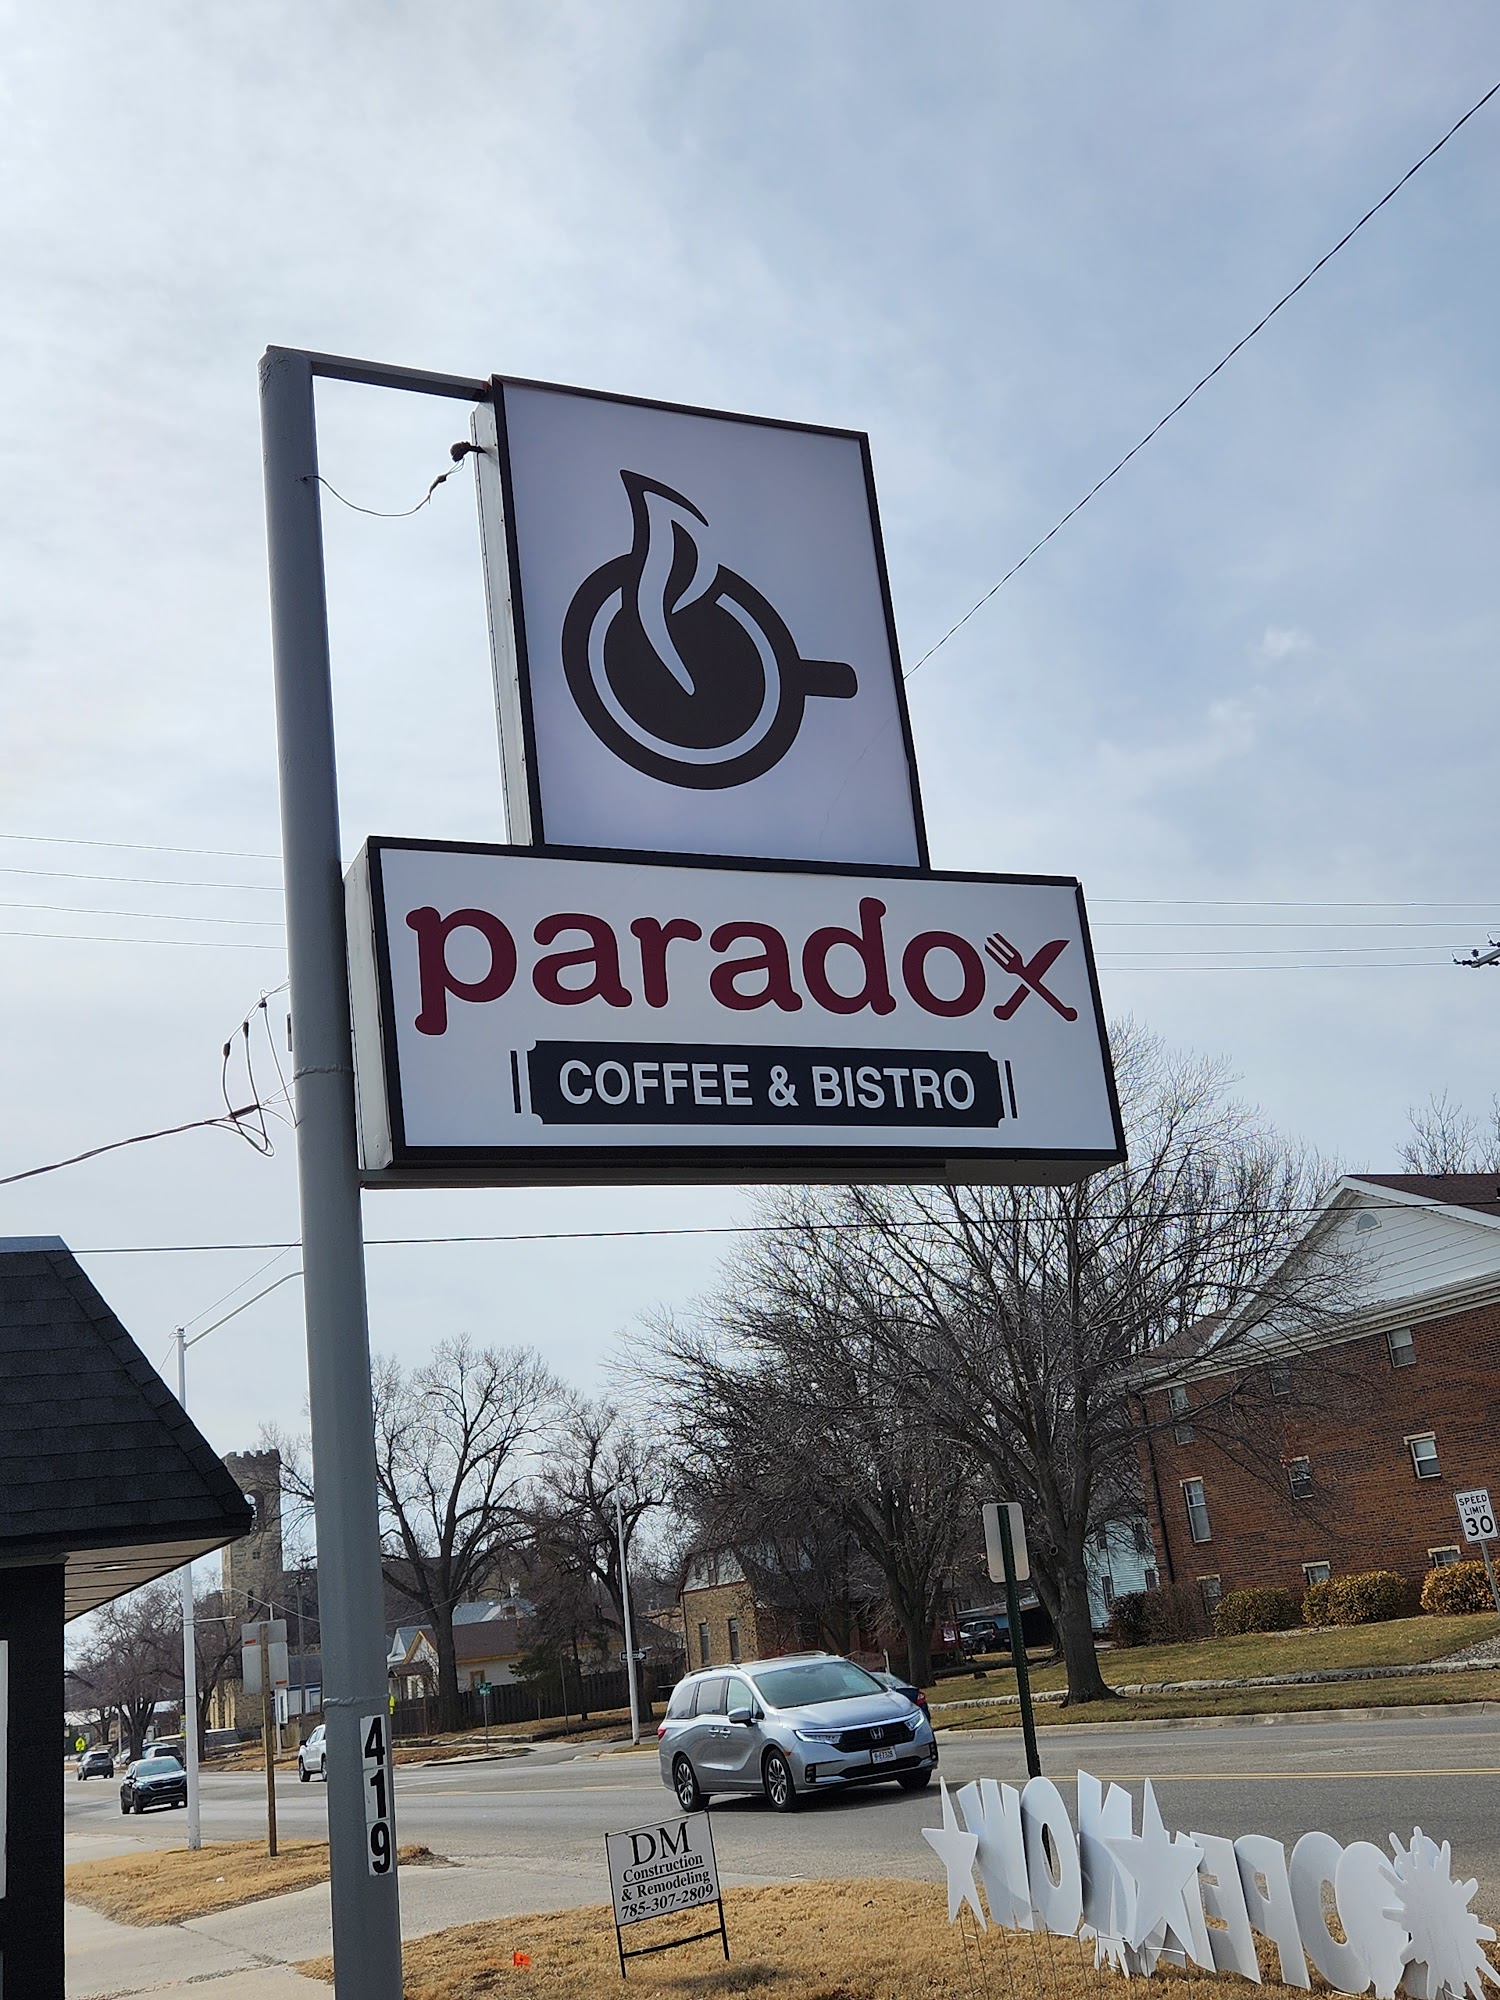 paradox
COFFEE & BISTRO
SPEED
LIMIT
30
419
DM
Construction
& Remodeling
785-307-2809
OPEN
NOW